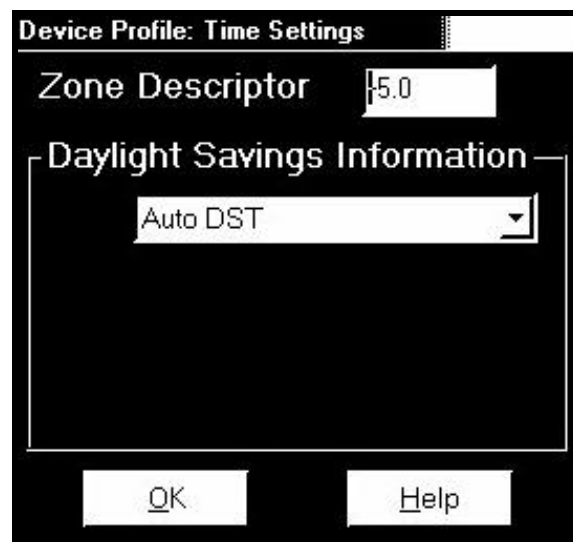 Device Profile: Time Settings
Zone Descriptor -5.0
Daylight Savings Information
Auto DST
OK Help